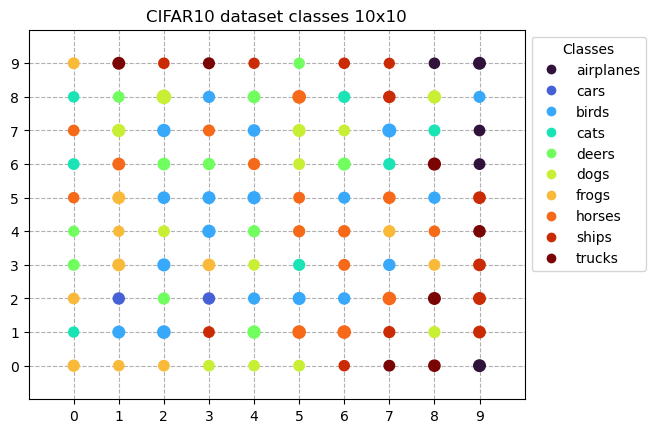 CIFAR10 dataset classes 10x10
Classes
airplanes
cars
birds
cats
deers
dogs
frogs
horses
ships
trucks
9
8
7
6
5
4
3
2
1
0
0 1 2 3 4 5 6 7 8 9